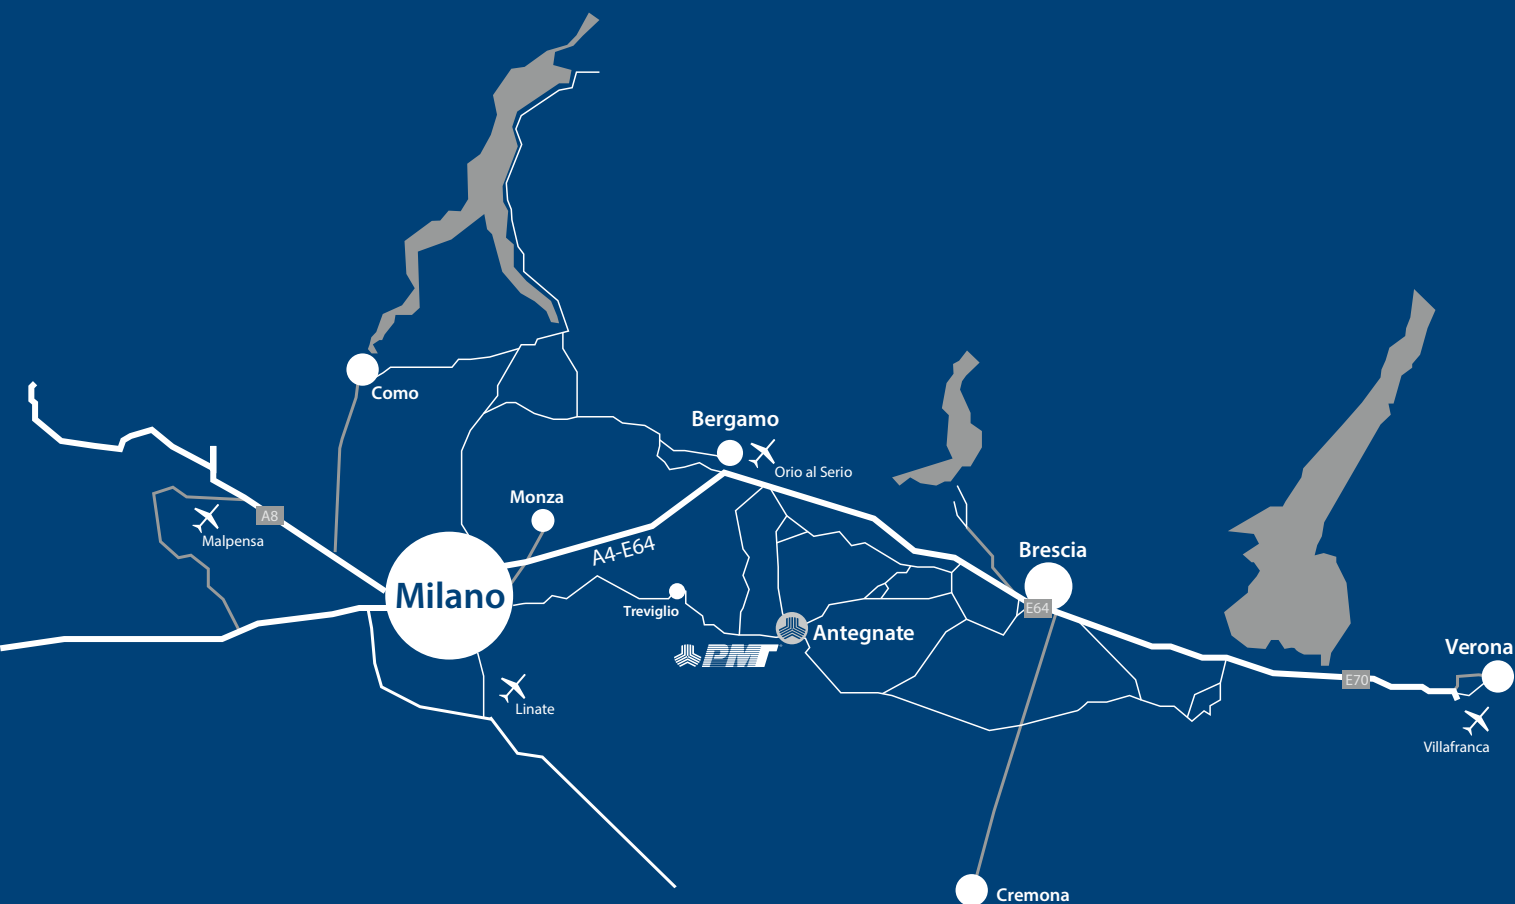 Como
Bergamo
Orio al Serio
Monza
A8
Malpensa
A4-E64
Brescia
Milano
E64
Treviglio
Antegnate
PMT
Verona
E70
Linate
Villafranca
Cremona